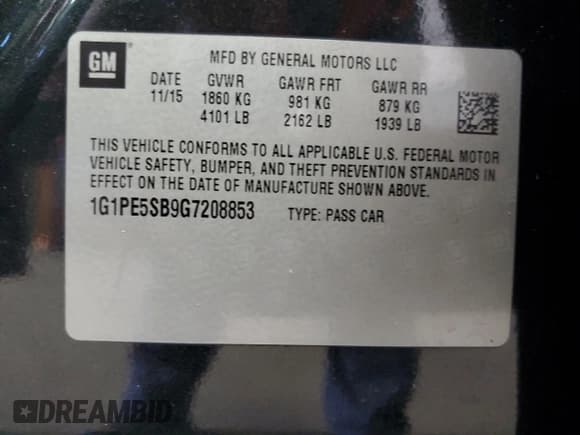 GM
MFD BY GENERAL MOTORS LLC
DATE GVWR GAWR FRT GAWR RR
11/15 1860 KG 981 KG 879 KG
4101 LB 2162 LB 1939 LB
THIS VEHICLE CONFORMS TO ALL APPLICABLE U.S. FEDERAL MOTOR
VEHICLE SAFETY, BUMPER, AND THEFT PREVENTION STANDARDS IN
EFFECT ON THE DATE OF MANUFACTURE SHOWN ABOVE.
1G1PE5SB9G7208853 TYPE: PASS CAR
DREAMBID